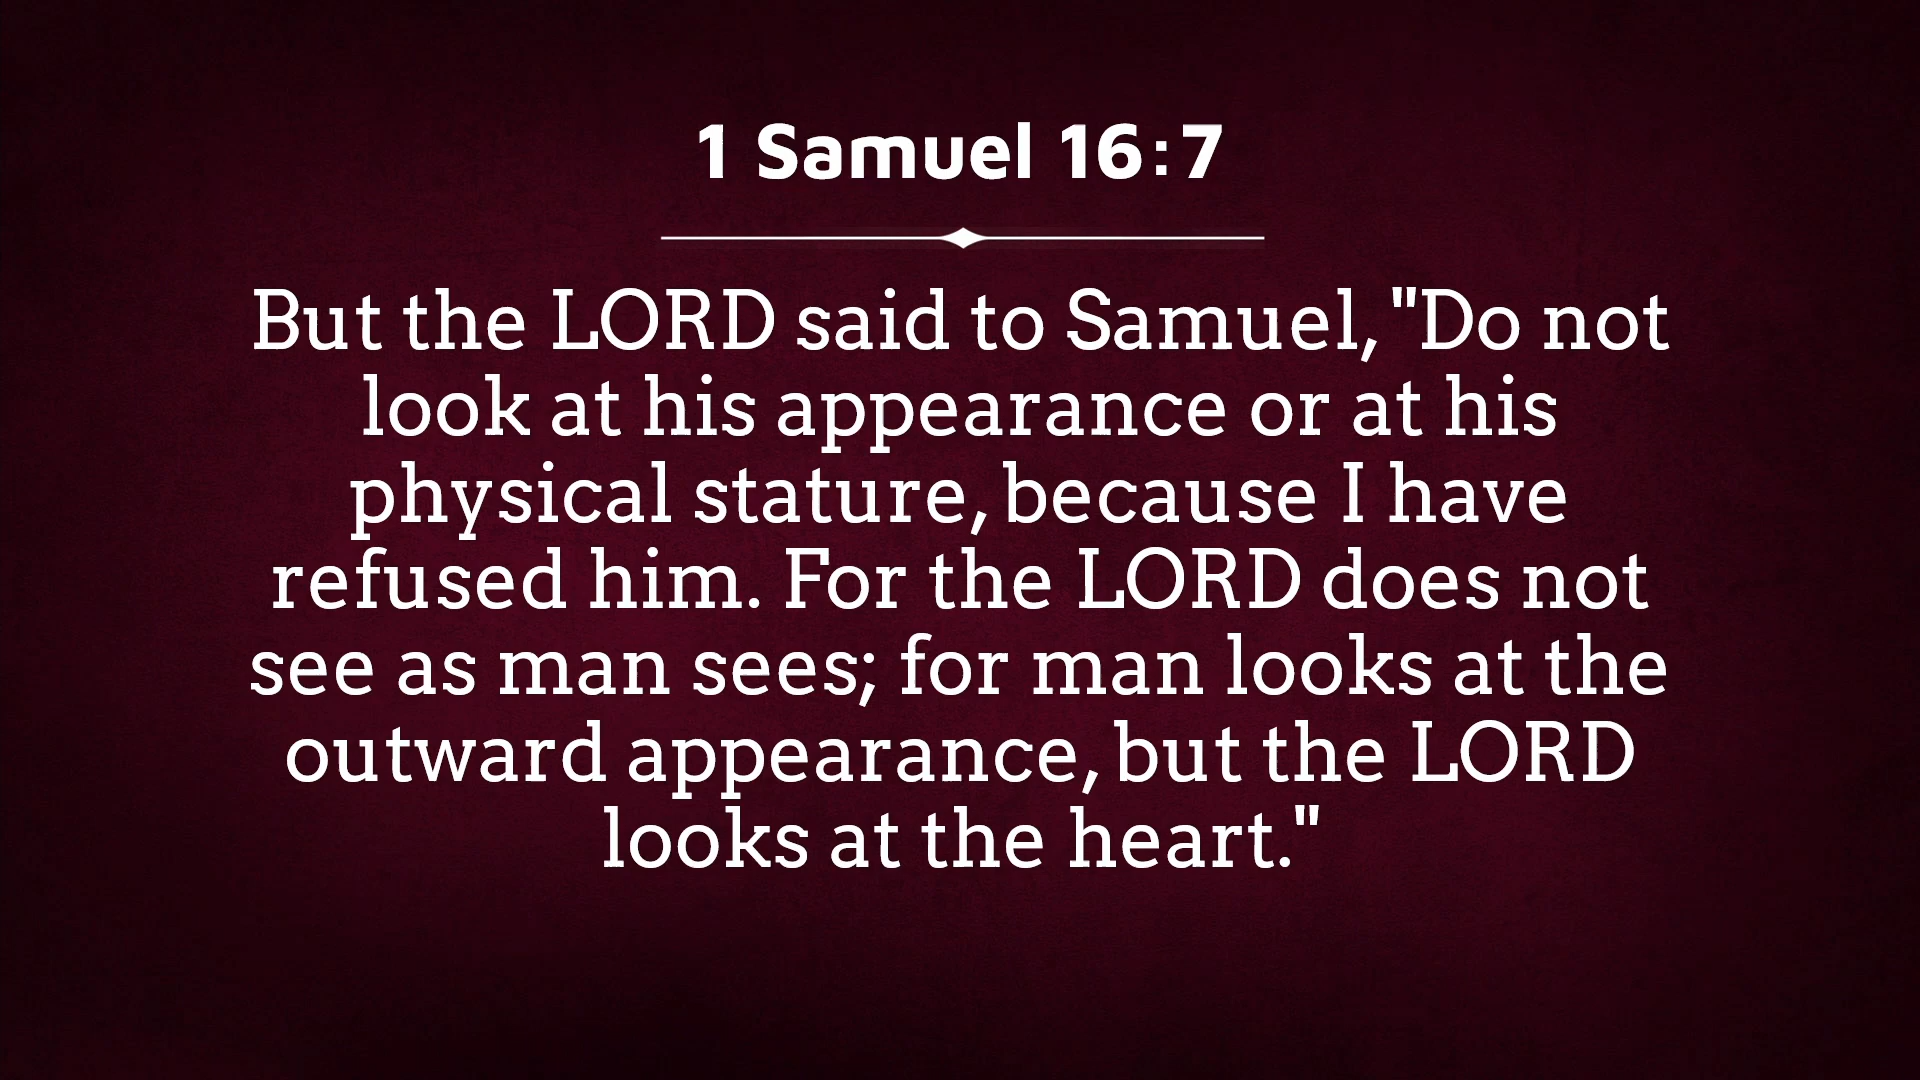 1 Samuel 16:7
But the LORD said to Samuel, "Do not
look at his appearance or at his
physical stature, because I have
refused him. For the LORD does not
see as man sees; for man looks at the
outward appearance, but the LORD
looks at the heart."